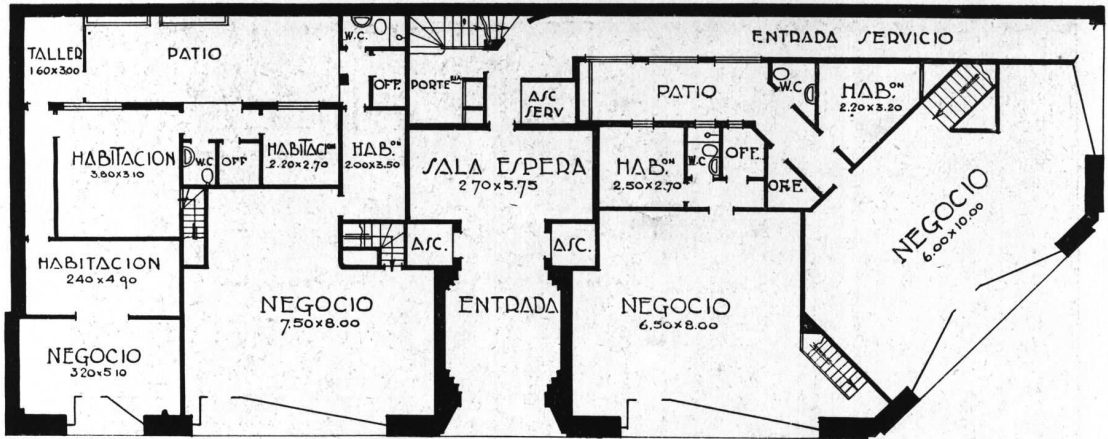 TALLER
1.60x3.00
PATIO
W.C.
OFF.
PORTERIA
ASC
SERV
ENTRADA SERVICIO
PATIO
W.C
HAB.ON
2.20x3.20
HABITACION
3.80x3.10
W.C
OFF
HABITACION
2.20x2.70
HAB.ON
2.00x3.50
SALA ESPERA
2.70x5.75
HAB.ON
2.50x2.70
W.C
OFF.
OFF.
NEGOCIO
6.00x10.00
HABITACION
2.40x4.90
ASC.
ASC.
NEGOCIO
7.50x8.00
ENTRADA
NEGOCIO
6.50x8.00
NEGOCIO
3.20x5.10